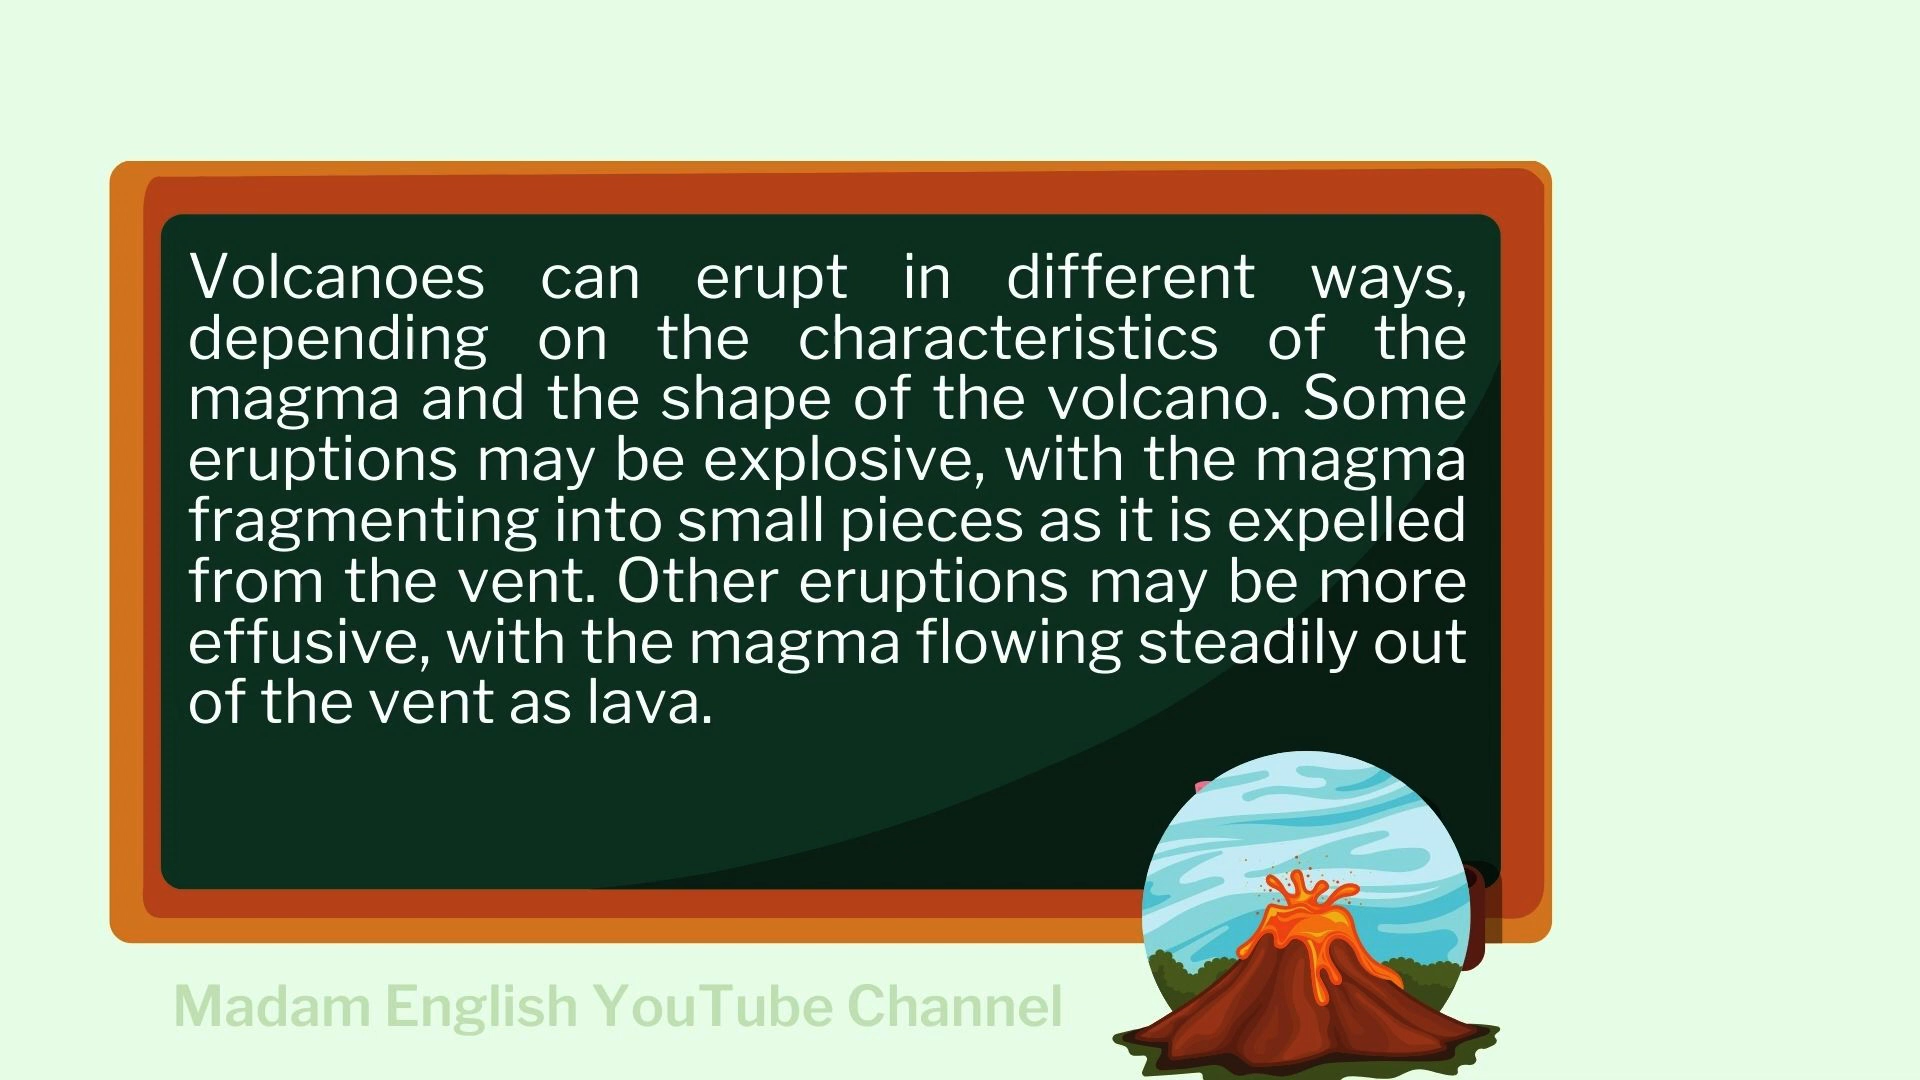 Volcanoes can erupt in different ways,
depending on the characteristics of the
magma and the shape of the volcano. Some
eruptions may be explosive, with the magma
fragmenting into small pieces as it is expelled
from the vent. Other eruptions may be more
effusive, with the magma flowing steadily out
of the vent as lava.
Madam English YouTube Channel